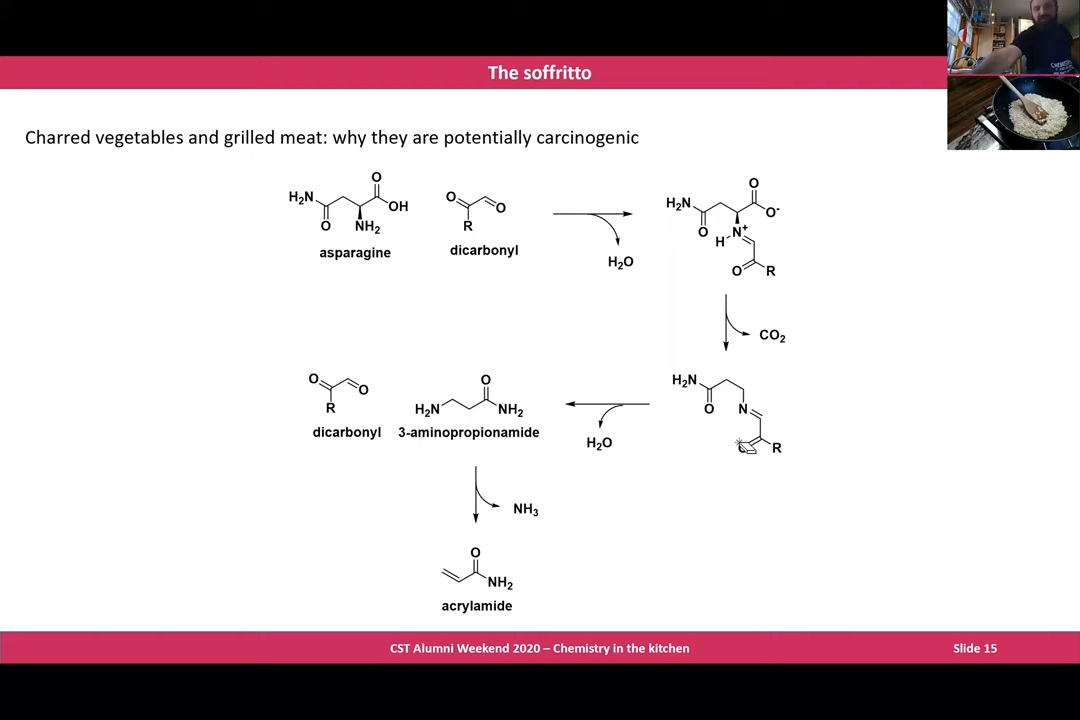 The soffritto
Charred vegetables and grilled meat: why they are potentially carcinogenic
H2N
O
O
OH
NH2
asparagine
O
O
R
dicarbonyl
H2O
H2N
O
O
O-
N+
H
O
R
CO2
H2N
O
N
R
H2O
O
O
R
dicarbonyl
H2N
O
NH2
3-aminopropionamide
NH3
O
NH2
acrylamide
CST Alumni Weekend 2020 – Chemistry in the kitchen
Slide 15